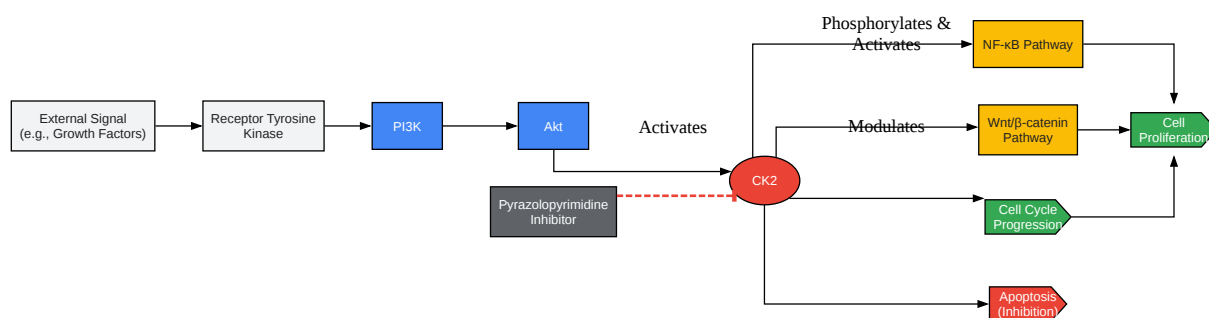 External Signal
(e.g., Growth Factors)
Receptor Tyrosine
Kinase
PI3K
Akt
Activates
Pyrazolopyrimidine
Inhibitor
CK2
Phosphorylates &
Activates
NF-κB Pathway
Modulates
Wnt/β-catenin
Pathway
Cell
Proliferation
Cell Cycle
Progression
Apoptosis
(Inhibition)